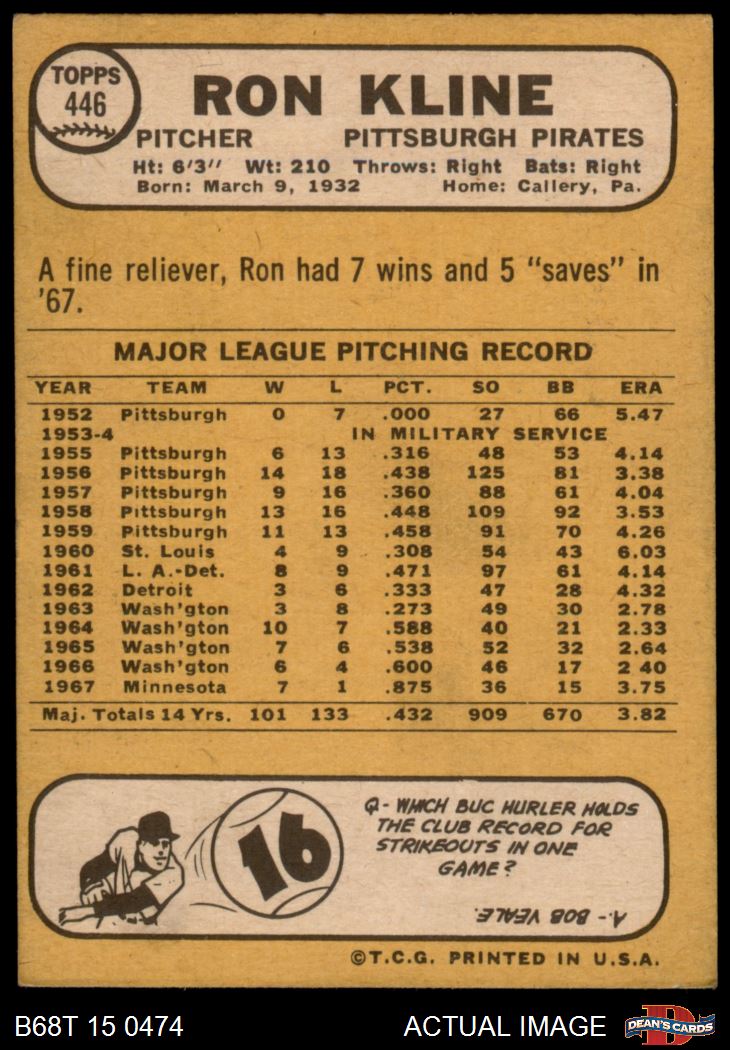 TOPPS
446
RON KLINE
PITCHER PITTSBURGH PIRATES
Ht: 6'3" Wt: 210 Throws: Right Bats: Right
Born: March 9, 1932 Home: Callery, Pa.
A fine reliever, Ron had 7 wins and 5 "saves" in
'67.
MAJOR LEAGUE PITCHING RECORD
YEAR TEAM W L PCT. SO BB ERA
1952 Pittsburgh 0 7 .000 27 66 5.47
1953-4 IN MILITARY SERVICE
1955 Pittsburgh 6 13 .316 48 53 4.14
1956 Pittsburgh 14 18 .438 125 81 3.38
1957 Pittsburgh 9 16 .360 88 61 4.04
1958 Pittsburgh 13 16 .448 109 92 3.53
1959 Pittsburgh 11 13 .458 91 70 4.26
1960 St. Louis 4 9 .308 54 43 6.03
1961 L. A.-Det. 8 9 .471 97 61 4.14
1962 Detroit 3 6 .333 47 28 4.32
1963 Wash'gton 3 8 .273 49 30 2.78
1964 Wash'gton 10 7 .588 40 21 2.33
1965 Wash'gton 7 6 .538 52 32 2.64
1966 Wash'gton 6 4 .600 46 17 2 40
1967 Minnesota 7 1 .875 36 15 3.75
Maj. Totals 14 Yrs. 101 133 .432 909 670 3.82
16
Q- WHICH BUC HURLER HOLDS
THE CLUB RECORD FOR
STRIKEOUTS IN ONE
GAME?
A- BOB VEALE.
©T.C.G. PRINTED IN U.S.A.
B68T 15 0474 ACTUAL IMAGE
D
DEAN'S CARDS